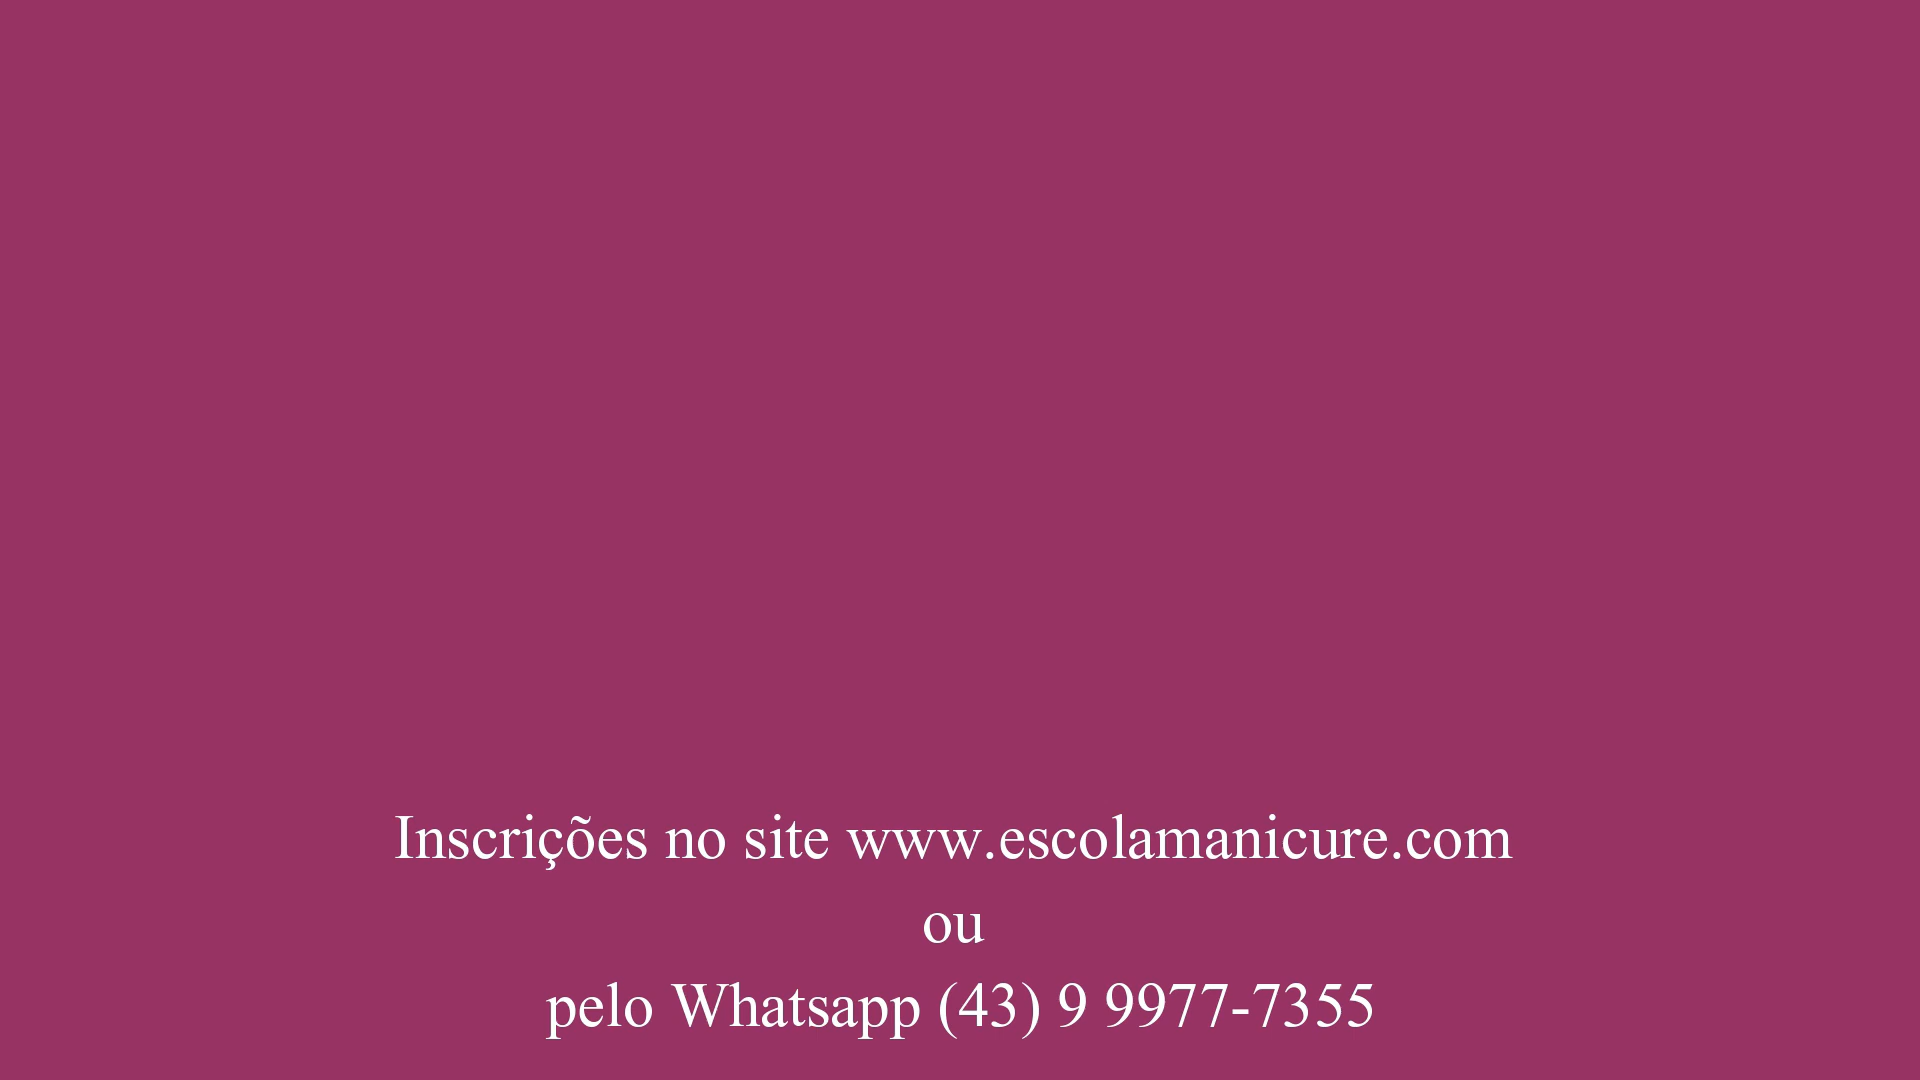 Inscrições no site www.escolamanicure.com
ou
pelo Whatsapp (43) 9 9977-7355